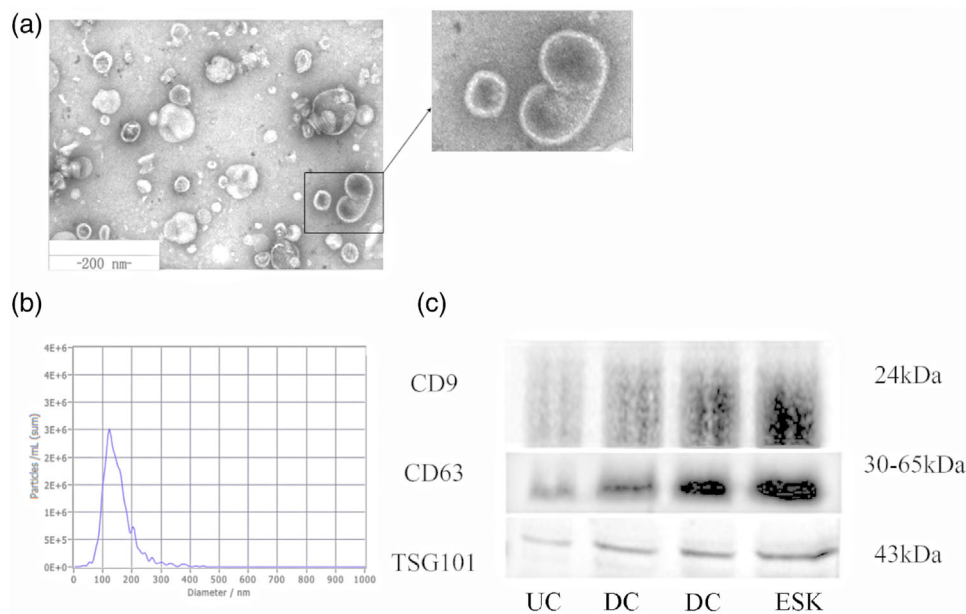 (a)
-200 nm-
(b)
4E+6
4E+6
3E+6
3E+6
2E+6
2E+6
1E+6
5E+5
0E+0
Particles /mL (sum)
0 100 200 300 400 500 600 700 800 900 1000
Diameter / nm
(c)
CD9
24kDa
CD63
30-65kDa
TSG101
43kDa
UC DC DC ESK